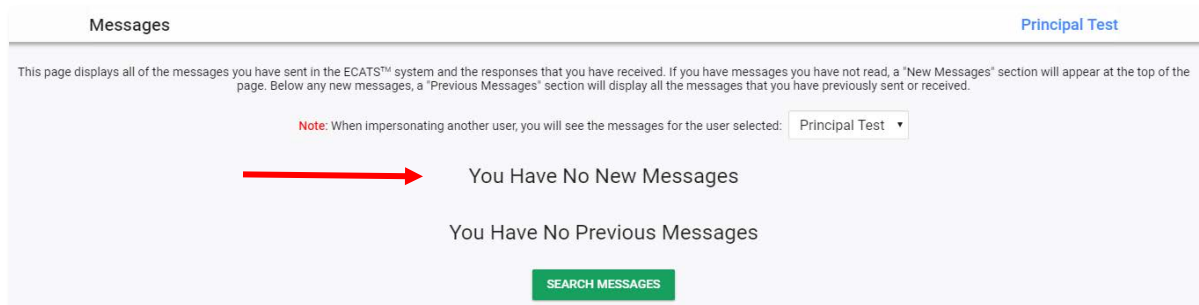 Messages Principal Test
This page displays all of the messages you have sent in the ECATS™ system and the responses that you have received. If you have messages you have not read, a "New Messages" section will appear at the top of the
page. Below any new messages, a "Previous Messages" section will display all the messages that you have previously sent or received.
Note: When impersonating another user, you will see the messages for the user selected: Principal Test
You Have No New Messages
You Have No Previous Messages
SEARCH MESSAGES